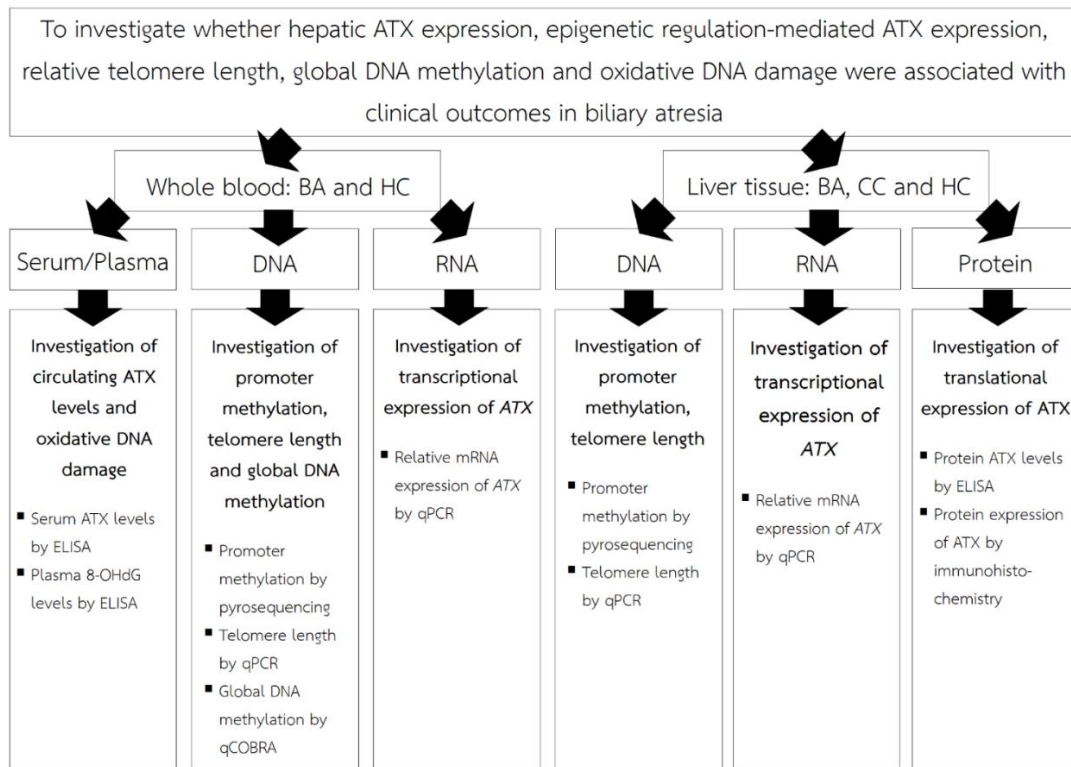 To investigate whether hepatic ATX expression, epigenetic regulation-mediated ATX expression,
relative telomere length, global DNA methylation and oxidative DNA damage were associated with
clinical outcomes in biliary atresia
Whole blood: BA and HC
Liver tissue: BA, CC and HC
Serum/Plasma
DNA
RNA
DNA
RNA
Protein
Investigation of
circulating ATX
levels and
oxidative DNA
damage
▪ Serum ATX levels
by ELISA
▪ Plasma 8-OHdG
levels by ELISA
Investigation of
promoter
methylation,
telomere length
and global DNA
methylation
▪ Promoter
methylation by
pyrosequencing
▪ Telomere length
by qPCR
▪ Global DNA
methylation by
qCOBRA
Investigation of
transcriptional
expression of ATX
▪ Relative mRNA
expression of ATX
by qPCR
Investigation of
promoter
methylation,
telomere length
▪ Promoter
methylation by
pyrosequencing
▪ Telomere length
by qPCR
Investigation of
transcriptional
expression of
ATX
▪ Relative mRNA
expression of ATX
by qPCR
Investigation of
translational
expression of ATX
▪ Protein ATX levels
by ELISA
▪ Protein expression
of ATX by
immunohisto-
chemistry